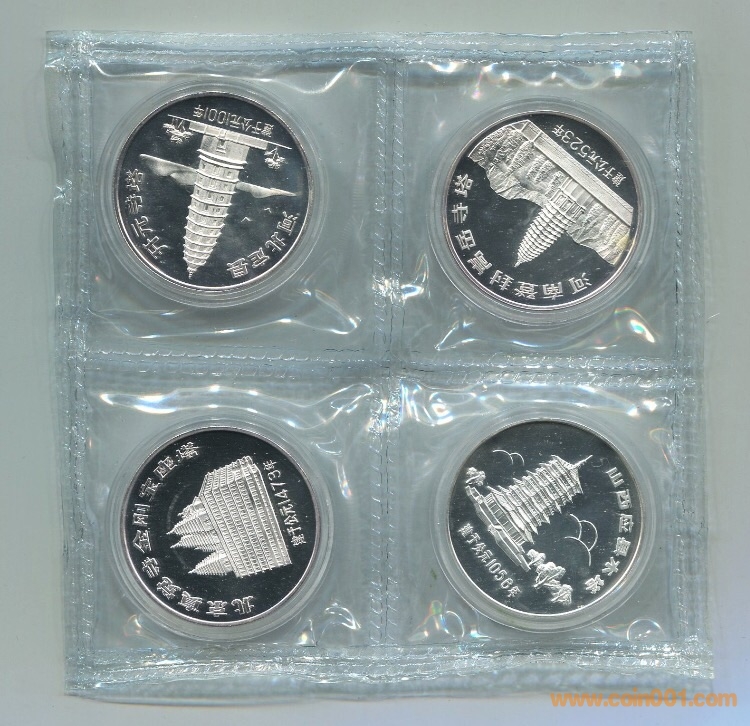 建于公元1001年
河北定县
开元寺塔
建于公元523年
河南登封嵩岳寺塔
北京真觉寺金刚宝座塔
建于公元1473年
山西应县木塔
建于公元1056年
www.coin001.com